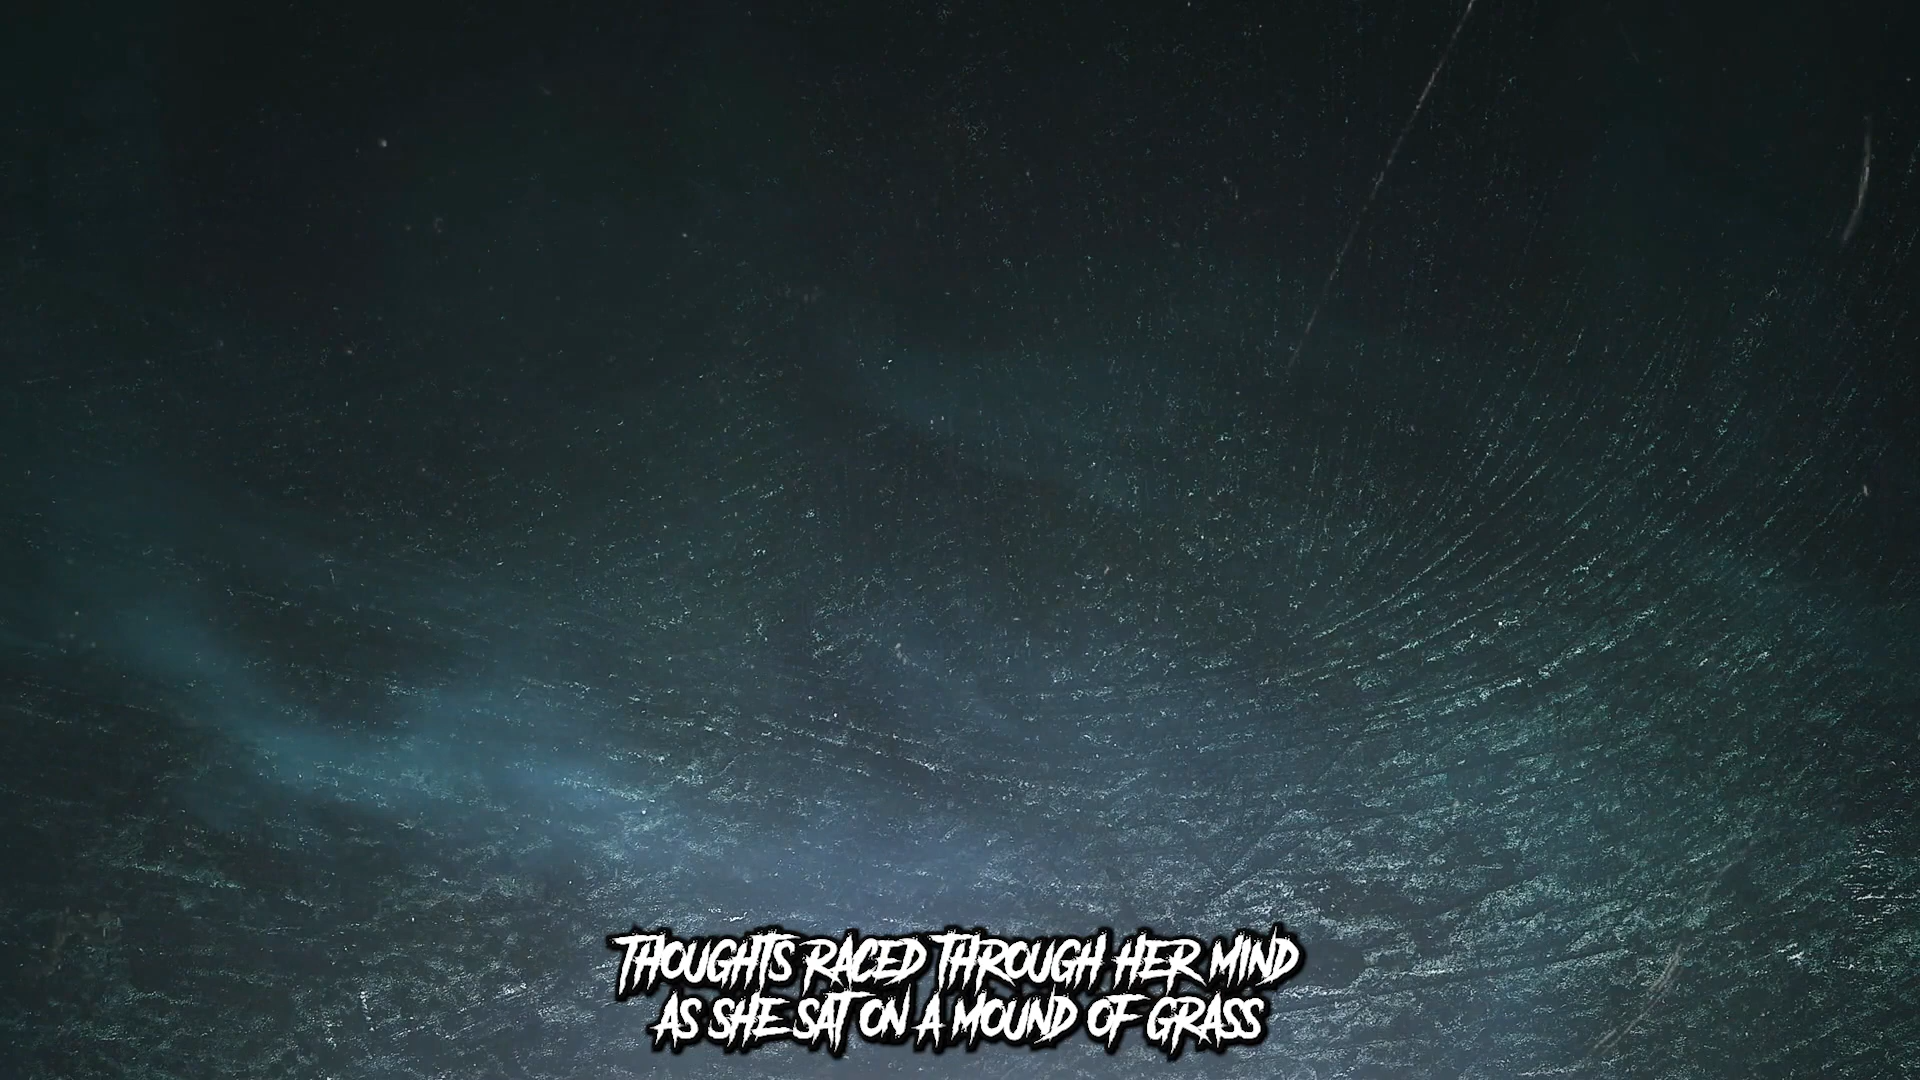 THOUGHTS RACED THROUGH HER MIND
AS SHE SAT ON A MOUND OF GRASS